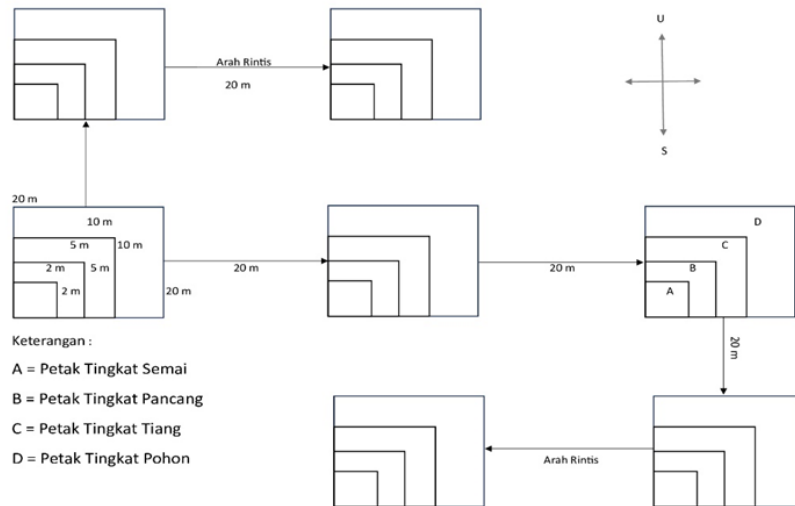 U
Arah Rintis
20 m
S
20 m
10 m
5 m
10 m
2 m
5 m
2 m
20 m
20 m
20 m
D
C
B
A
20 m
Keterangan :
A = Petak Tingkat Semai
B = Petak Tingkat Pancang
C = Petak Tingkat Tiang
D = Petak Tingkat Pohon
Arah Rintis